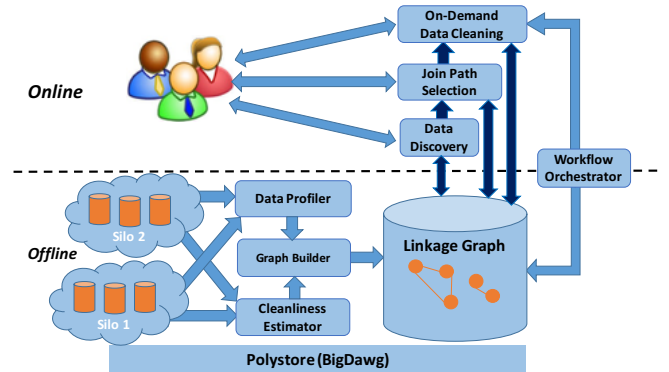 On-Demand
Data Cleaning
Online
Join Path
Selection
Data
Discovery
Workflow
Orchestrator
Data Profiler
Silo 2
Linkage Graph
Offline
Graph Builder
Silo 1
Cleanliness
Estimator
Polystore (BigDawg)